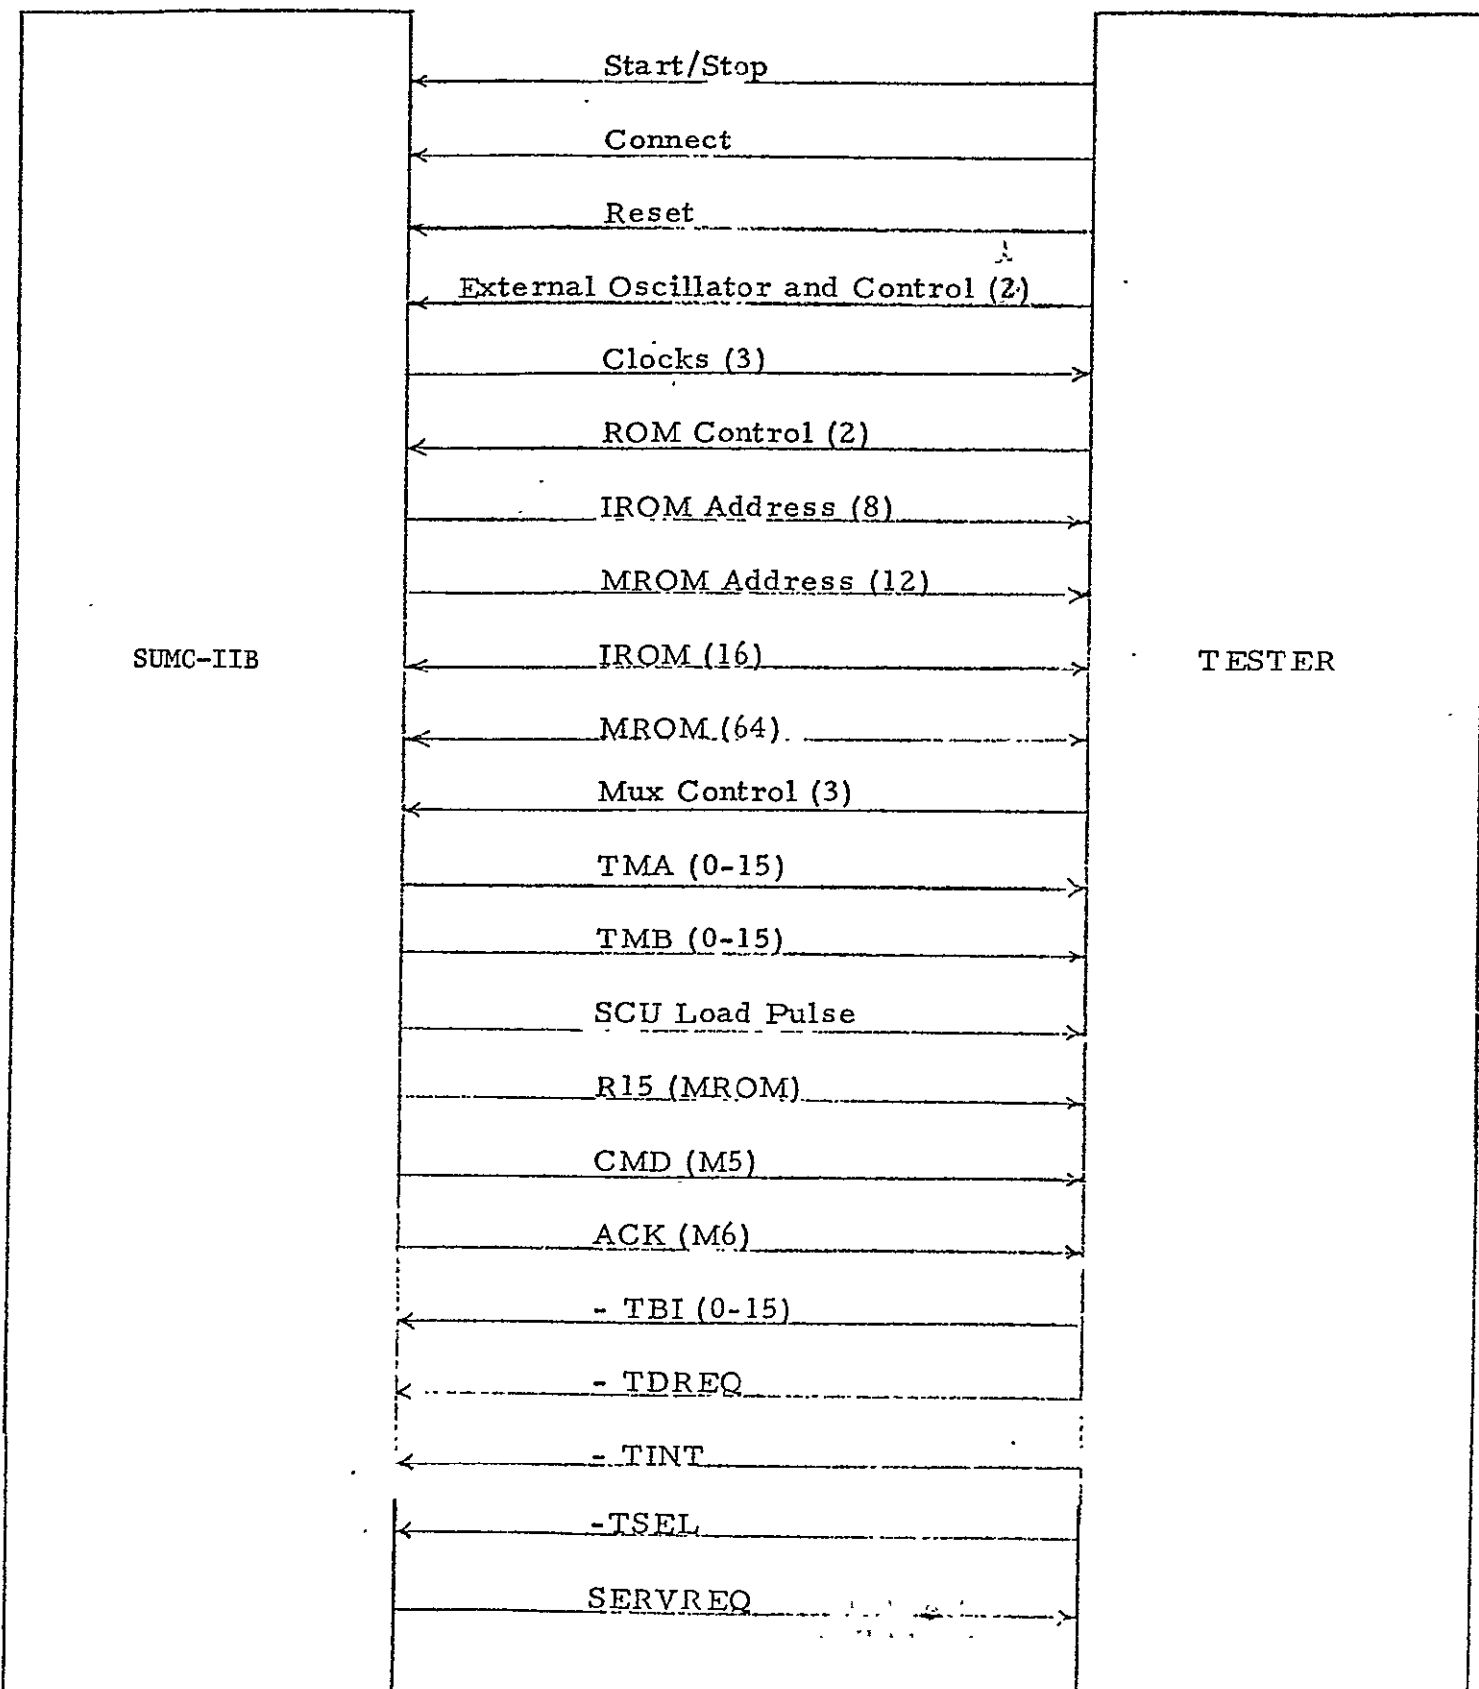 Start/Stop
Connect
Reset
External Oscillator and Control (2)
Clocks (3)
ROM Control (2)
IROM Address (8)
MROM Address (12)
SUMC-IIB
IROM (16)
TESTER
MROM (64)
Mux Control (3)
TMA (0-15)
TMB (0-15)
SCU Load Pulse
R15 (MROM)
CMD (M5)
ACK (M6)
- TBI (0-15)
- TDREQ
- TINT
-TSEL
SERVREQ